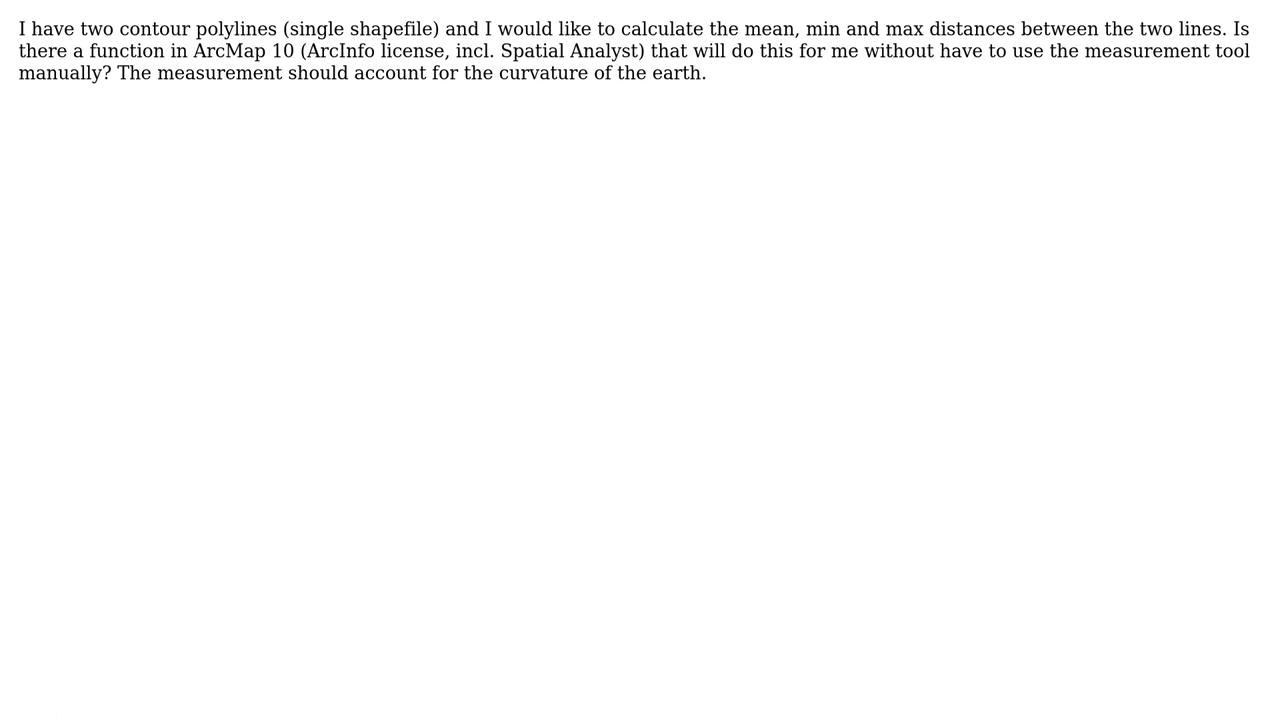 I have two contour polylines (single shapefile) and I would like to calculate the mean, min and max distances between the two lines. Is
there a function in ArcMap 10 (ArcInfo license, incl. Spatial Analyst) that will do this for me without have to use the measurement tool
manually? The measurement should account for the curvature of the earth.